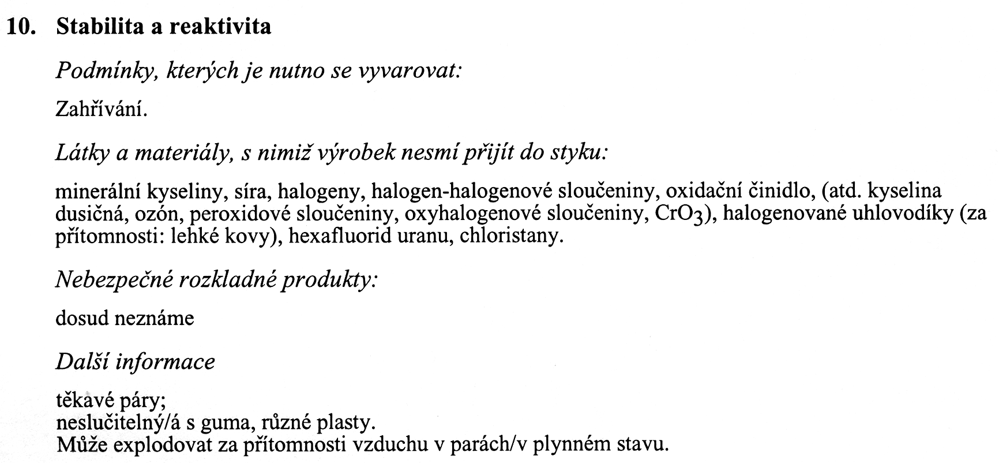 10. Stabilita a reaktivita
Podmínky, kterých je nutno se vyvarovat:
Zahřívání.
Látky a materiály, s nimiž výrobek nesmí přijít do styku:
minerální kyseliny, síra, halogeny, halogen-halogenové sloučeniny, oxidační činidlo, (atd. kyselina
dusičná, ozón, peroxidové sloučeniny, oxyhalogenové sloučeniny, CrO3), halogenované uhlovodíky (za
přítomnosti: lehké kovy), hexafluorid uranu, chloristany.
Nebezpečné rozkladné produkty:
dosud neznáme
Další informace
těkavé páry;
neslučitelný/á s guma, různé plasty.
Může explodovat za přítomnosti vzduchu v parách/v plynném stavu.